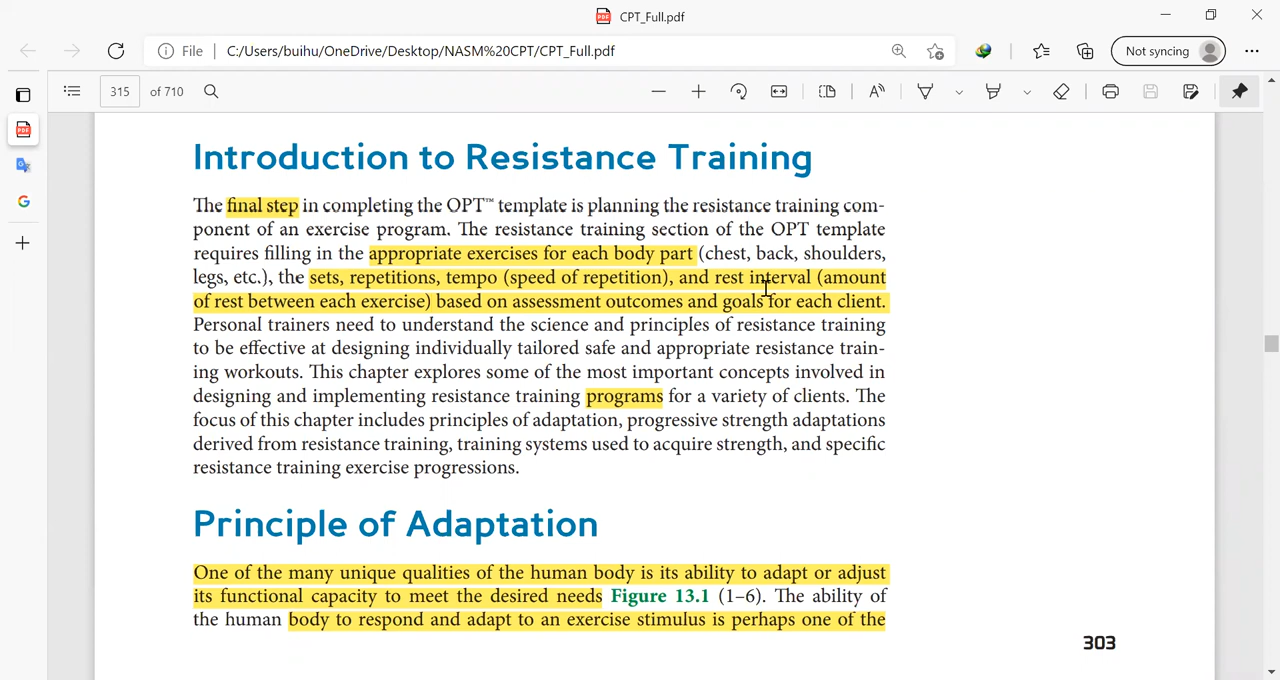 CPT_Full.pdf
File | C:/Users/buihu/OneDrive/Desktop/NASM%20CPT/CPT_Full.pdf
Not syncing
315 of 710
Introduction to Resistance Training
The final step in completing the OPT™ template is planning the resistance training com-
ponent of an exercise program. The resistance training section of the OPT template
requires filling in the appropriate exercises for each body part (chest, back, shoulders,
legs, etc.), the sets, repetitions, tempo (speed of repetition), and rest interval (amount
of rest between each exercise) based on assessment outcomes and goals for each client.
Personal trainers need to understand the science and principles of resistance training
to be effective at designing individually tailored safe and appropriate resistance train-
ing workouts. This chapter explores some of the most important concepts involved in
designing and implementing resistance training programs for a variety of clients. The
focus of this chapter includes principles of adaptation, progressive strength adaptations
derived from resistance training, training systems used to acquire strength, and specific
resistance training exercise progressions.
Principle of Adaptation
One of the many unique qualities of the human body is its ability to adapt or adjust
its functional capacity to meet the desired needs Figure 13.1 (1–6). The ability of
the human body to respond and adapt to an exercise stimulus is perhaps one of the
303